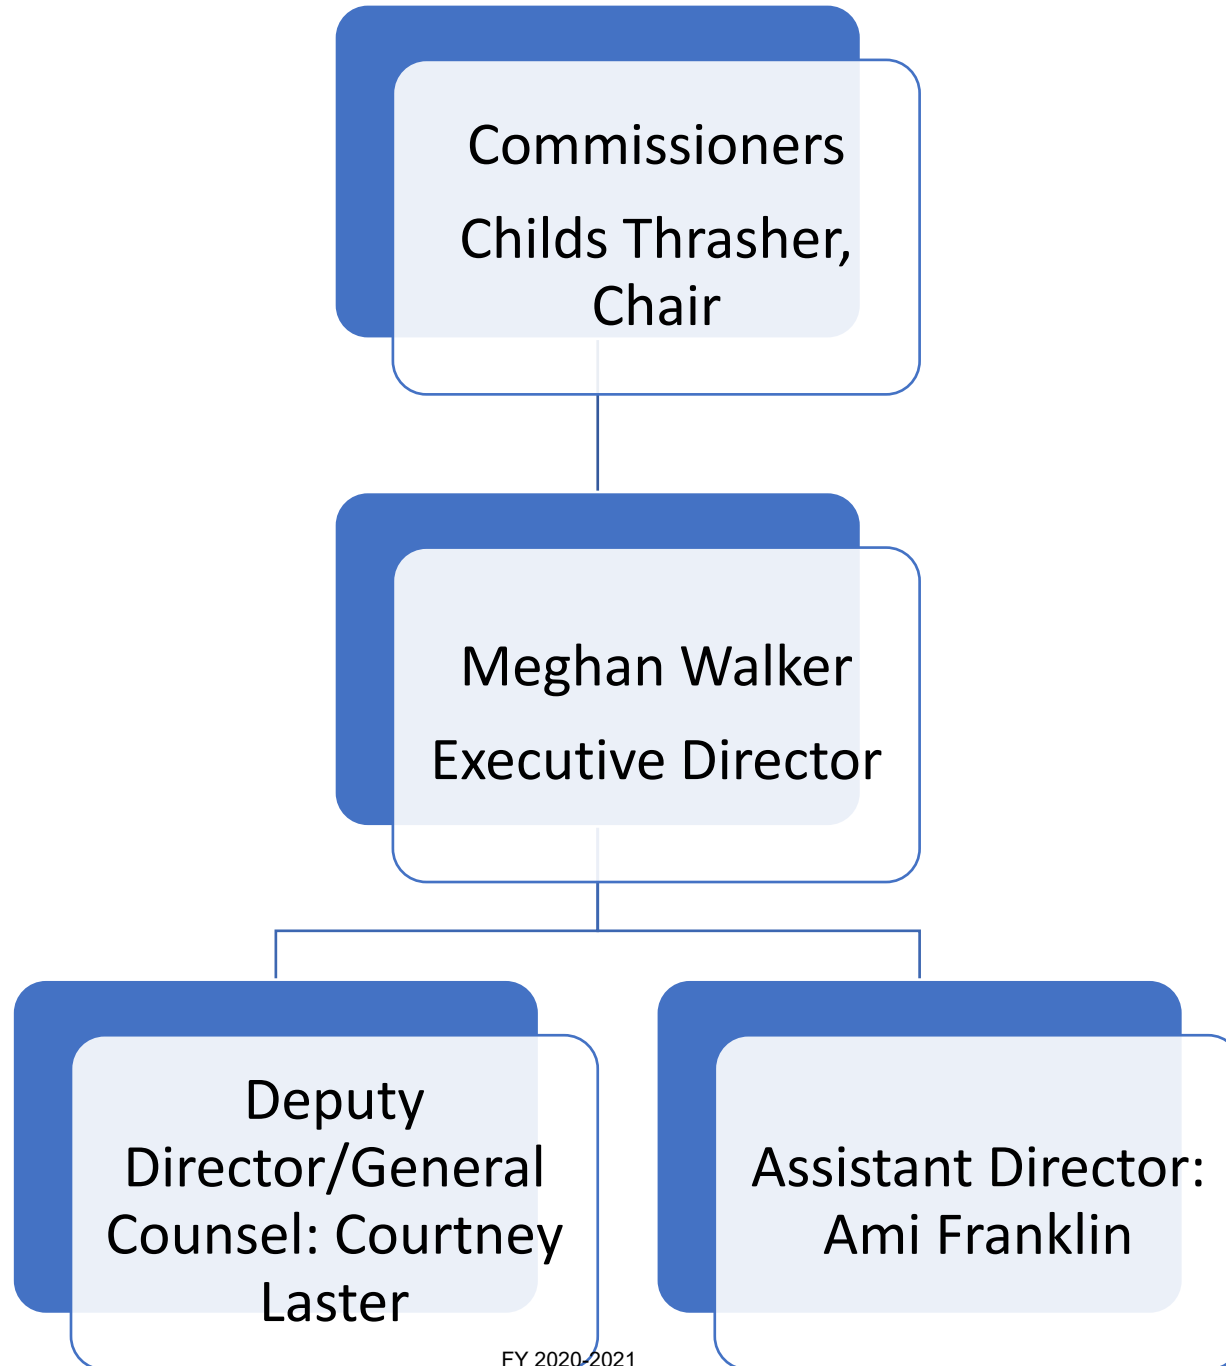 Commissioners
Childs Thrasher,
Chair
Meghan Walker
Executive Director
Deputy
Director/General
Counsel: Courtney
Laster
Assistant Director:
Ami Franklin
FY 2020-2021